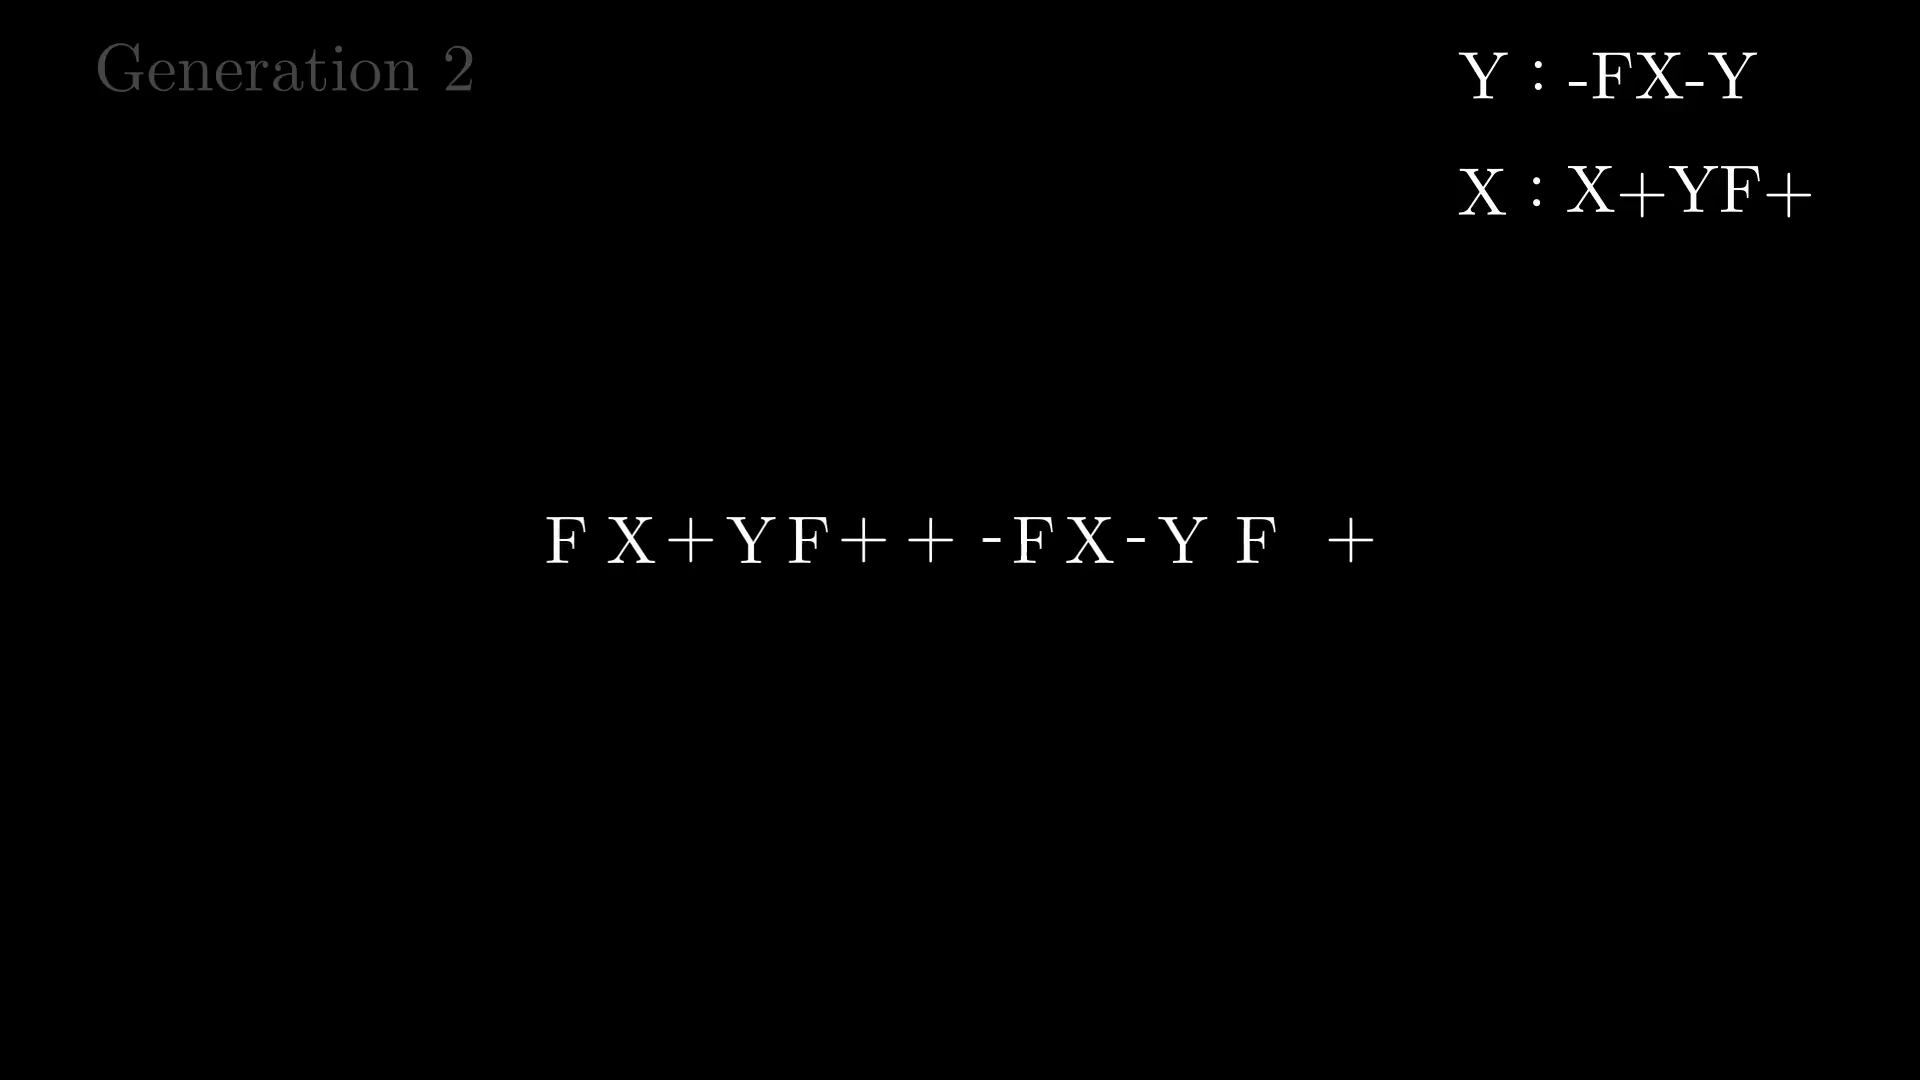 Generation 2
Y : -FX-Y
X : X+YF+
F X+YF++ -FX-Y F +